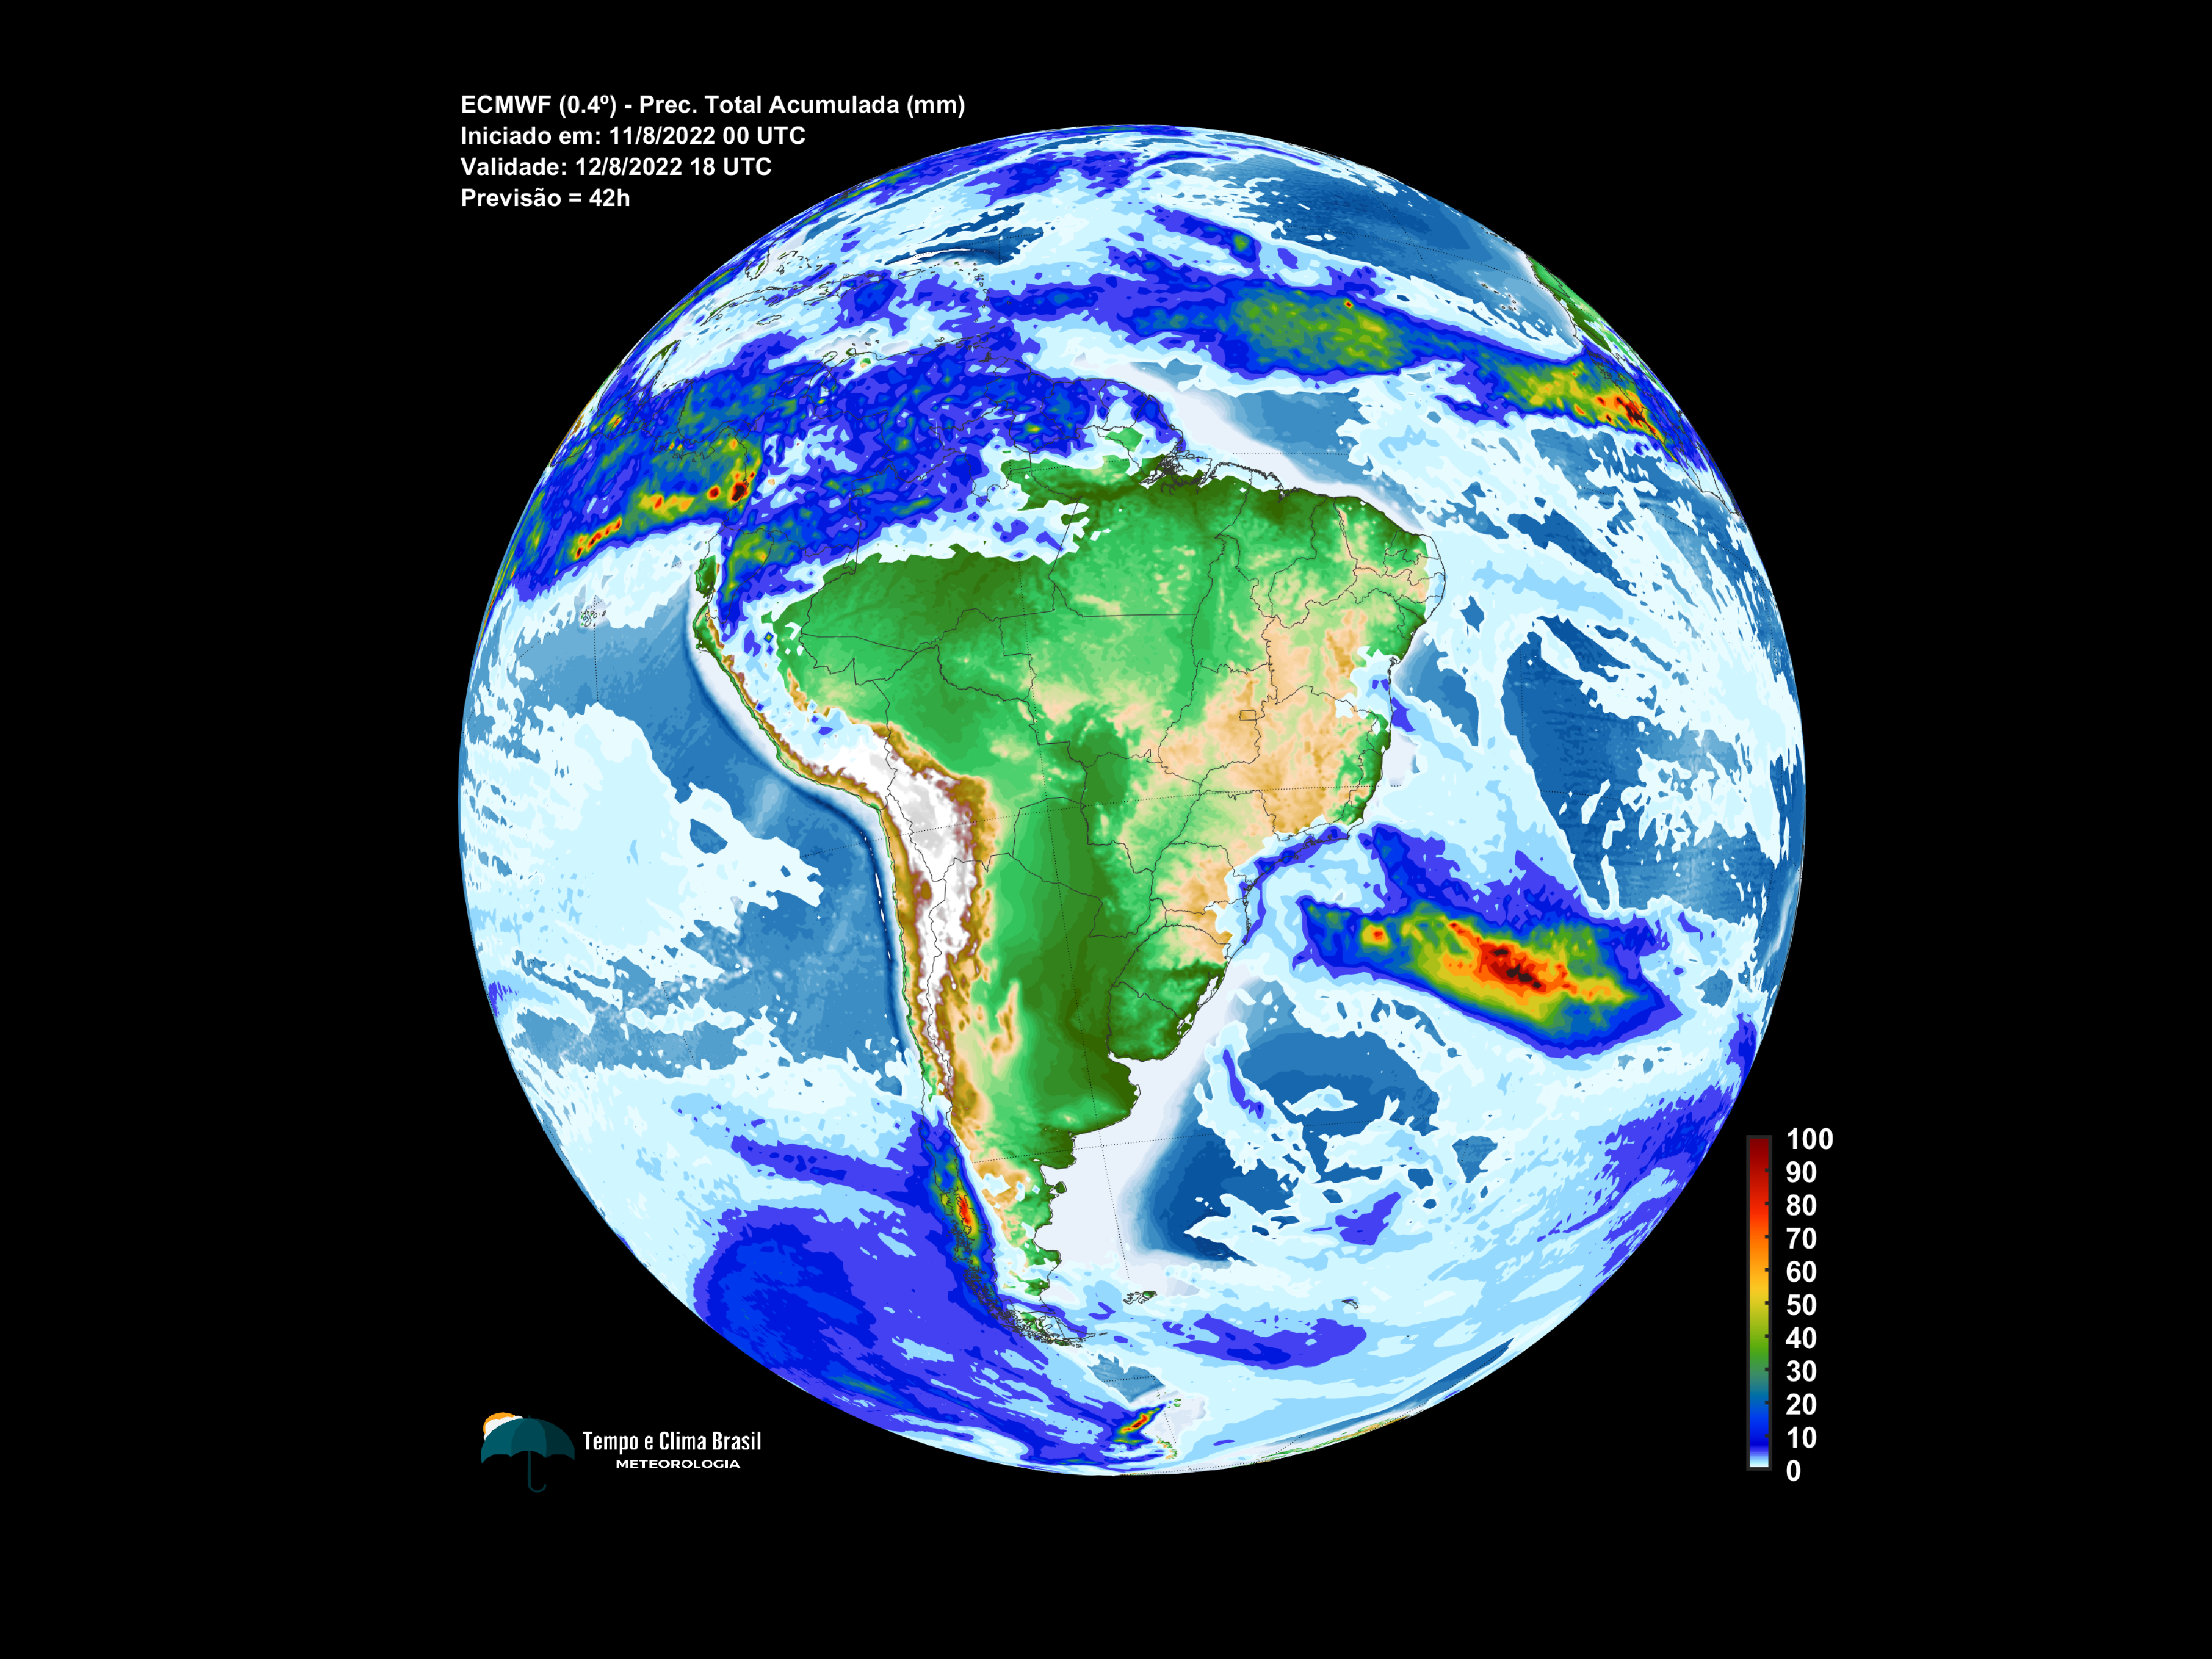 ECMWF (0.4º) - Prec. Total Acumulada (mm)
Iniciado em: 11/8/2022 00 UTC
Validade: 12/8/2022 18 UTC
Previsão = 42h
100
90
80
70
60
50
40
30
20
10
0
Tempo e Clima Brasil
METEOROLOGIA